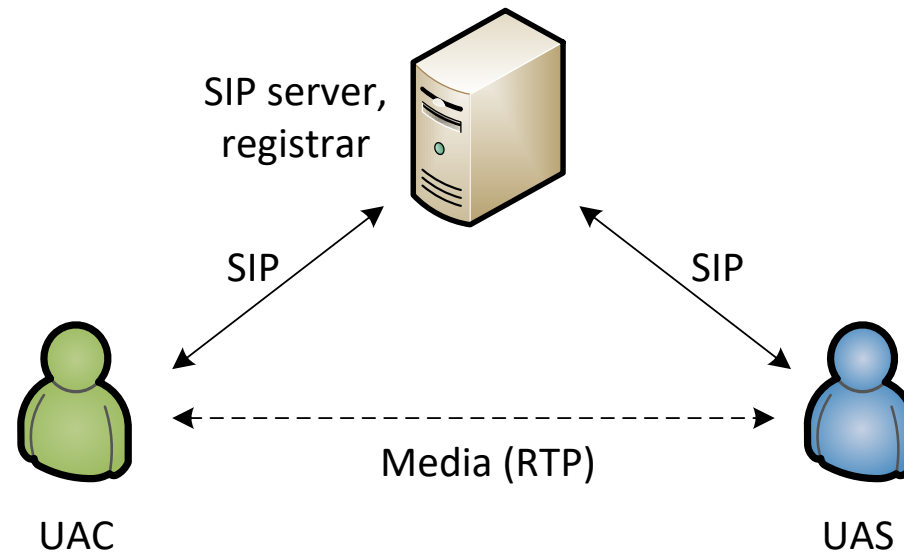 SIP server,
registrar
SIP
SIP
Media (RTP)
UAC
UAS